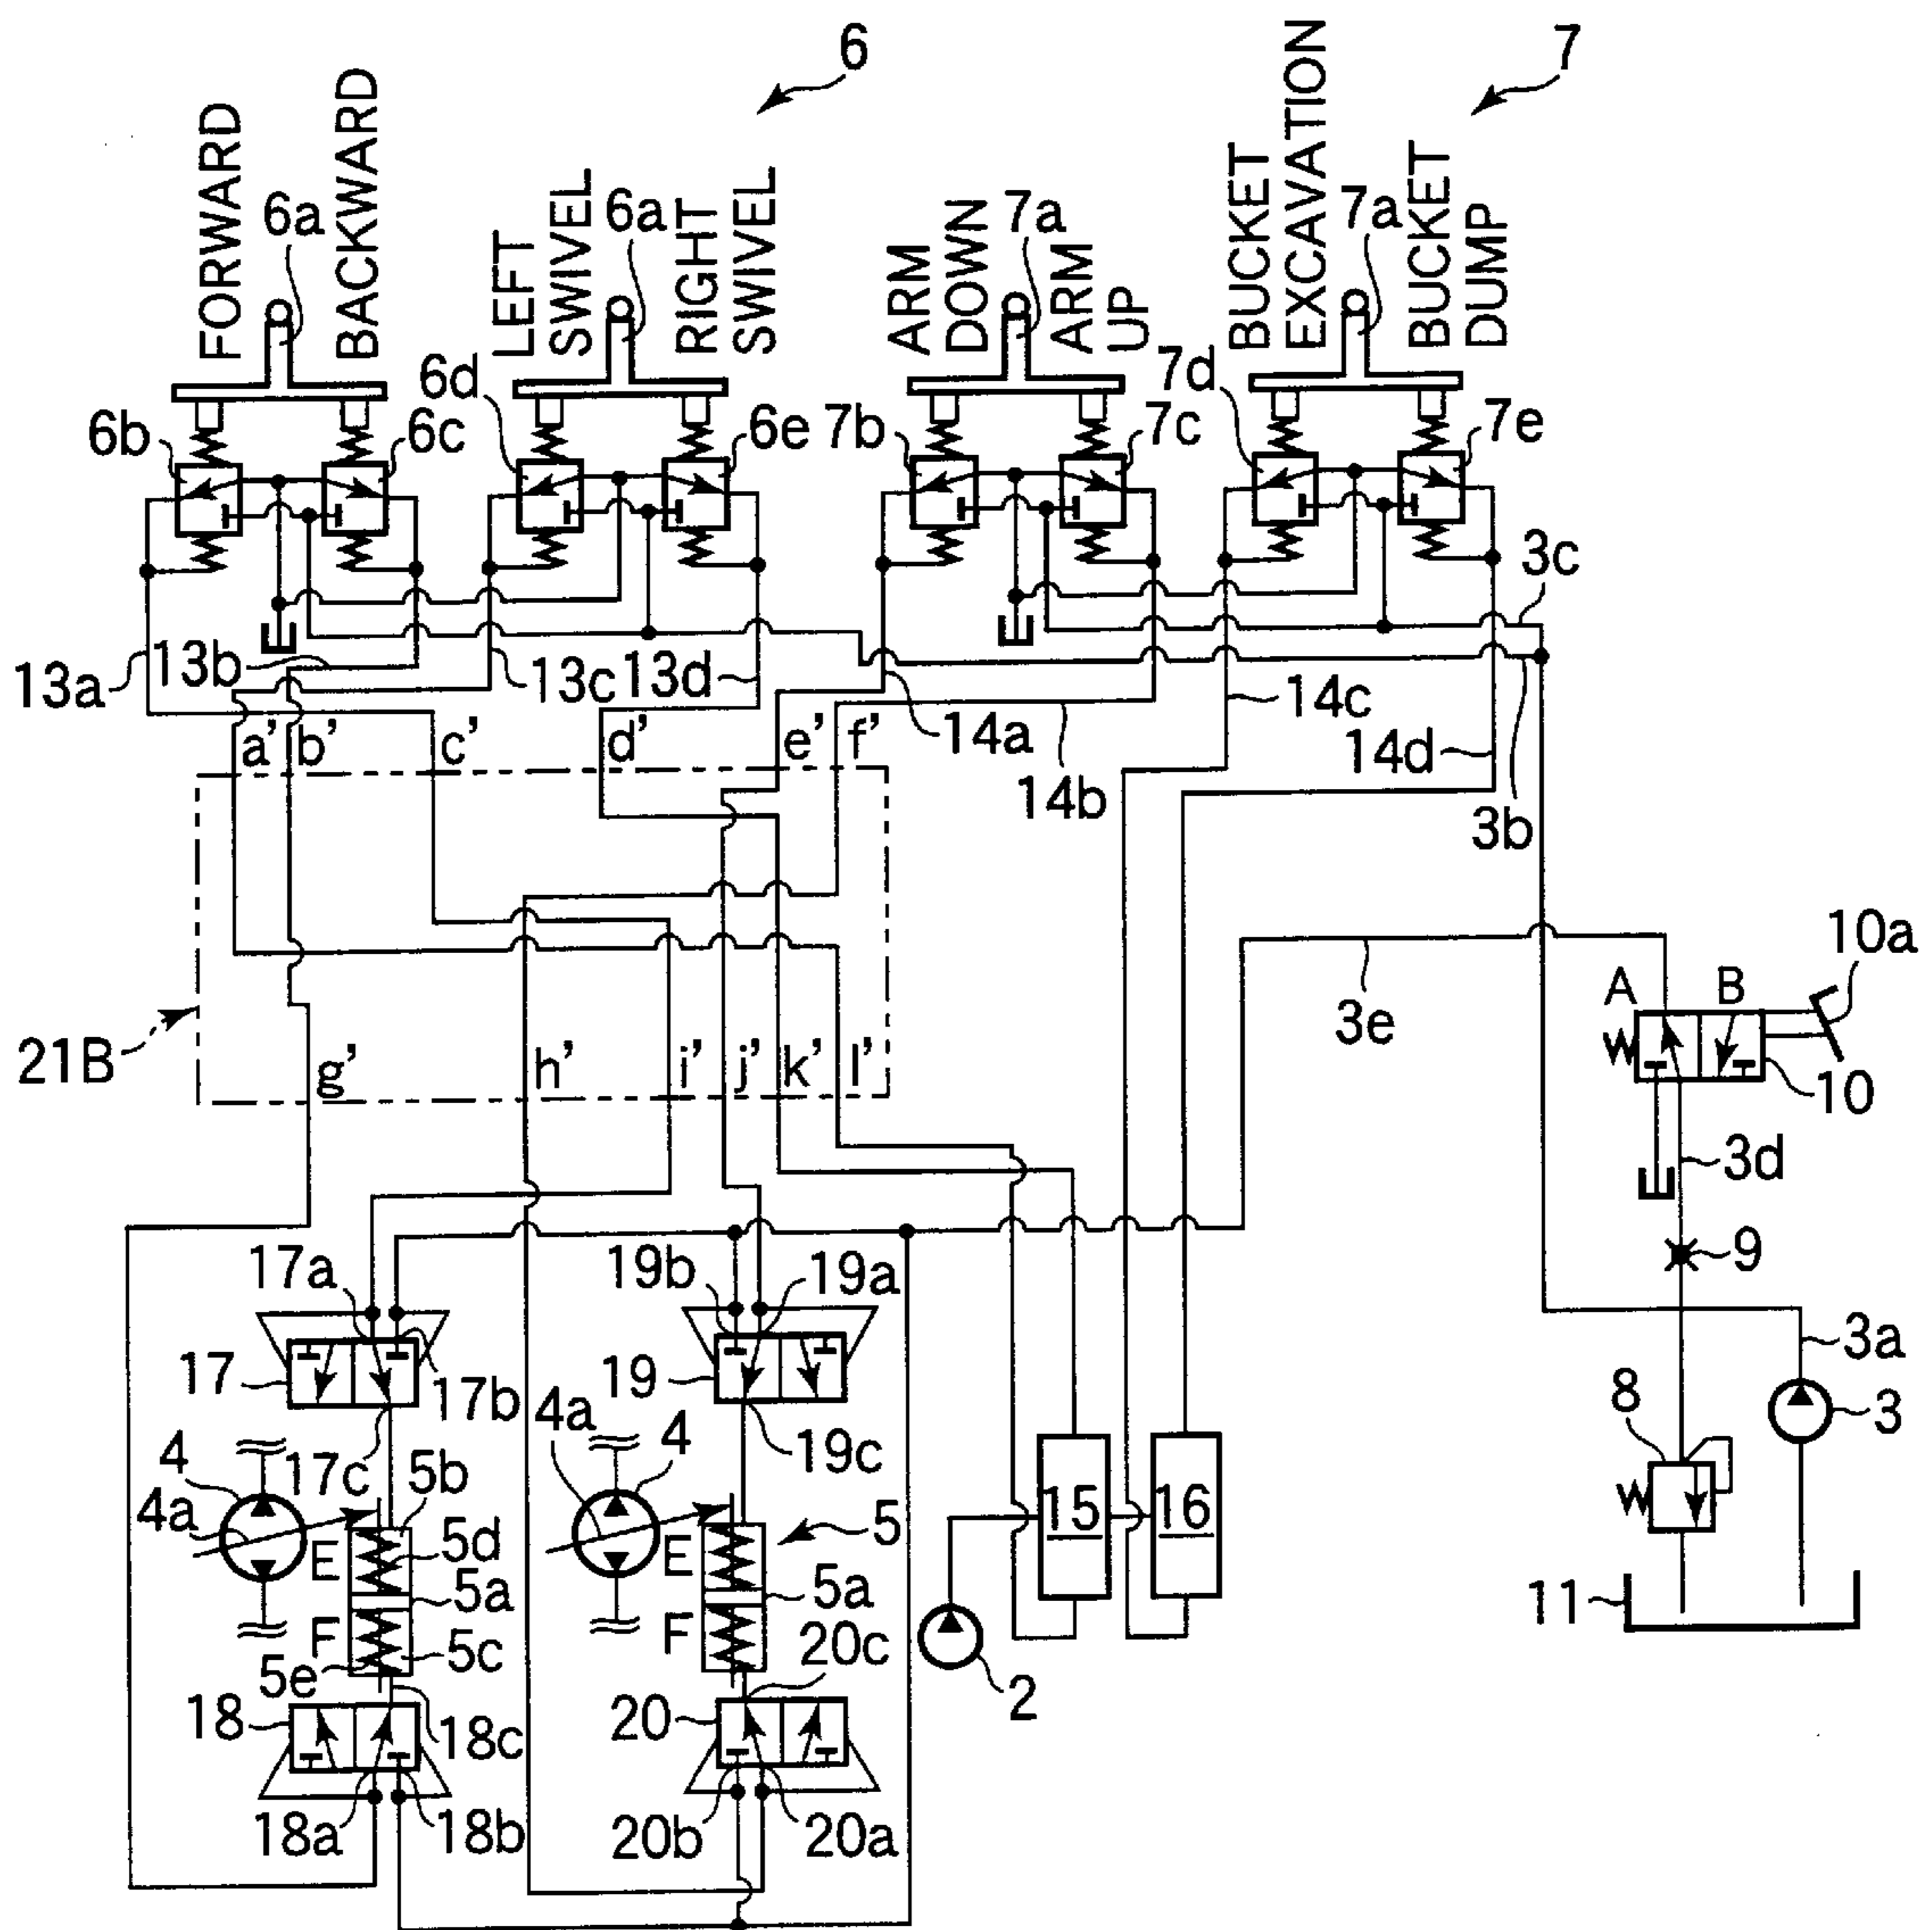 6
7
FORWARD
6a
BACKWARD
LEFT
SWIVEL
6a
RIGHT
SWIVEL
ARM
DOWN
7a
ARM
UP
BUCKET
EXCAVATION
7a
BUCKET
DUMP
6b
6c
6d
6e
7b
7c
7d
7e
3c
13a
13b
13c
13d
14a
14b
14c
14d
3b
a'
b'
c'
d'
e'
f'
21B
g'
h'
i'
j'
k'
l'
3e
A
B
10a
10
3d
9
3a
3
8
11
17a
17
17b
17c
19b
19a
19
19c
4
4a
5b
E
5d
5a
F
5c
5e
4a
4
E
5
5a
F
15
16
2
18
18c
18a
18b
20c
20
20b
20a